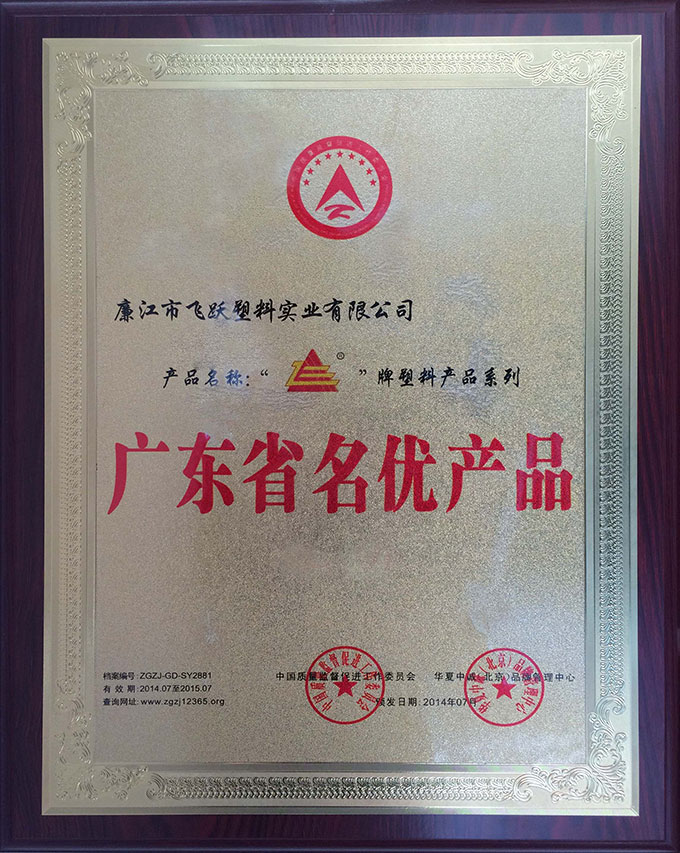 廉江市飞跃塑料实业有限公司
产品名称：“ ® ”牌塑料产品系列
广东省名优产品
档案编号：ZGZJ-GD-SY2881
有 效 期：2014.07至2015.07
查询网址：www.zgzj12365.org
中国质量监督促进工作委员会
华夏中诚（北京）品牌管理中心
颁发日期：2014年07月